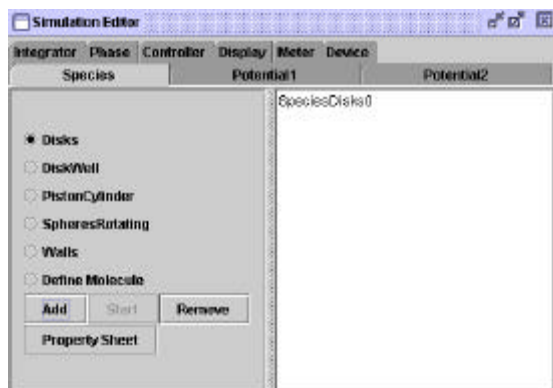 Simulation Editor
Integrator Phase Controller Display Meter Device
Species Potential1 Potential2
SpeciesDisks0
Disks
DiskWell
PistonCylinder
SpheresRotating
Walls
Define Molecule
Add Start Remove
Property Sheet